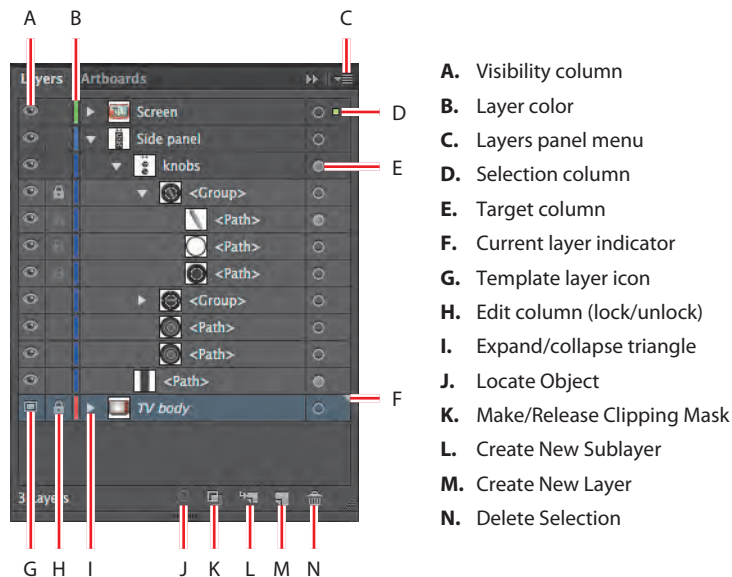 A B C
Layers Artboards
Screen
Side panel
knobs
<Group>
<Path>
<Path>
<Path>
<Group>
<Path>
<Path>
<Path>
TV body
3 Layers
D
E
F
G H I J K L M N
A. Visibility column
B. Layer color
C. Layers panel menu
D. Selection column
E. Target column
F. Current layer indicator
G. Template layer icon
H. Edit column (lock/unlock)
I. Expand/collapse triangle
J. Locate Object
K. Make/Release Clipping Mask
L. Create New Sublayer
M. Create New Layer
N. Delete Selection